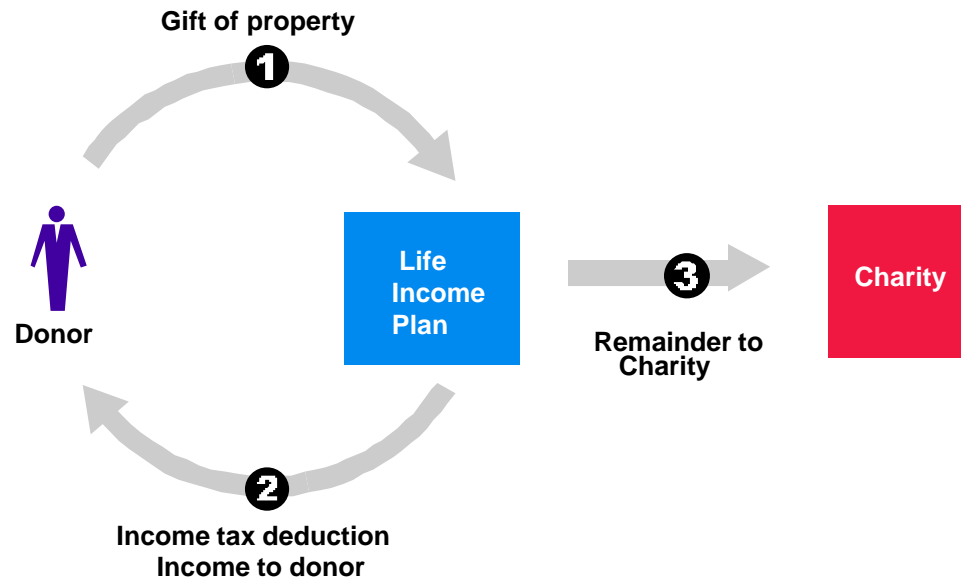 Gift of property
1
Life
Income
Plan
Charity
3
Donor
Remainder to
Charity
2
Income tax deduction
Income to donor